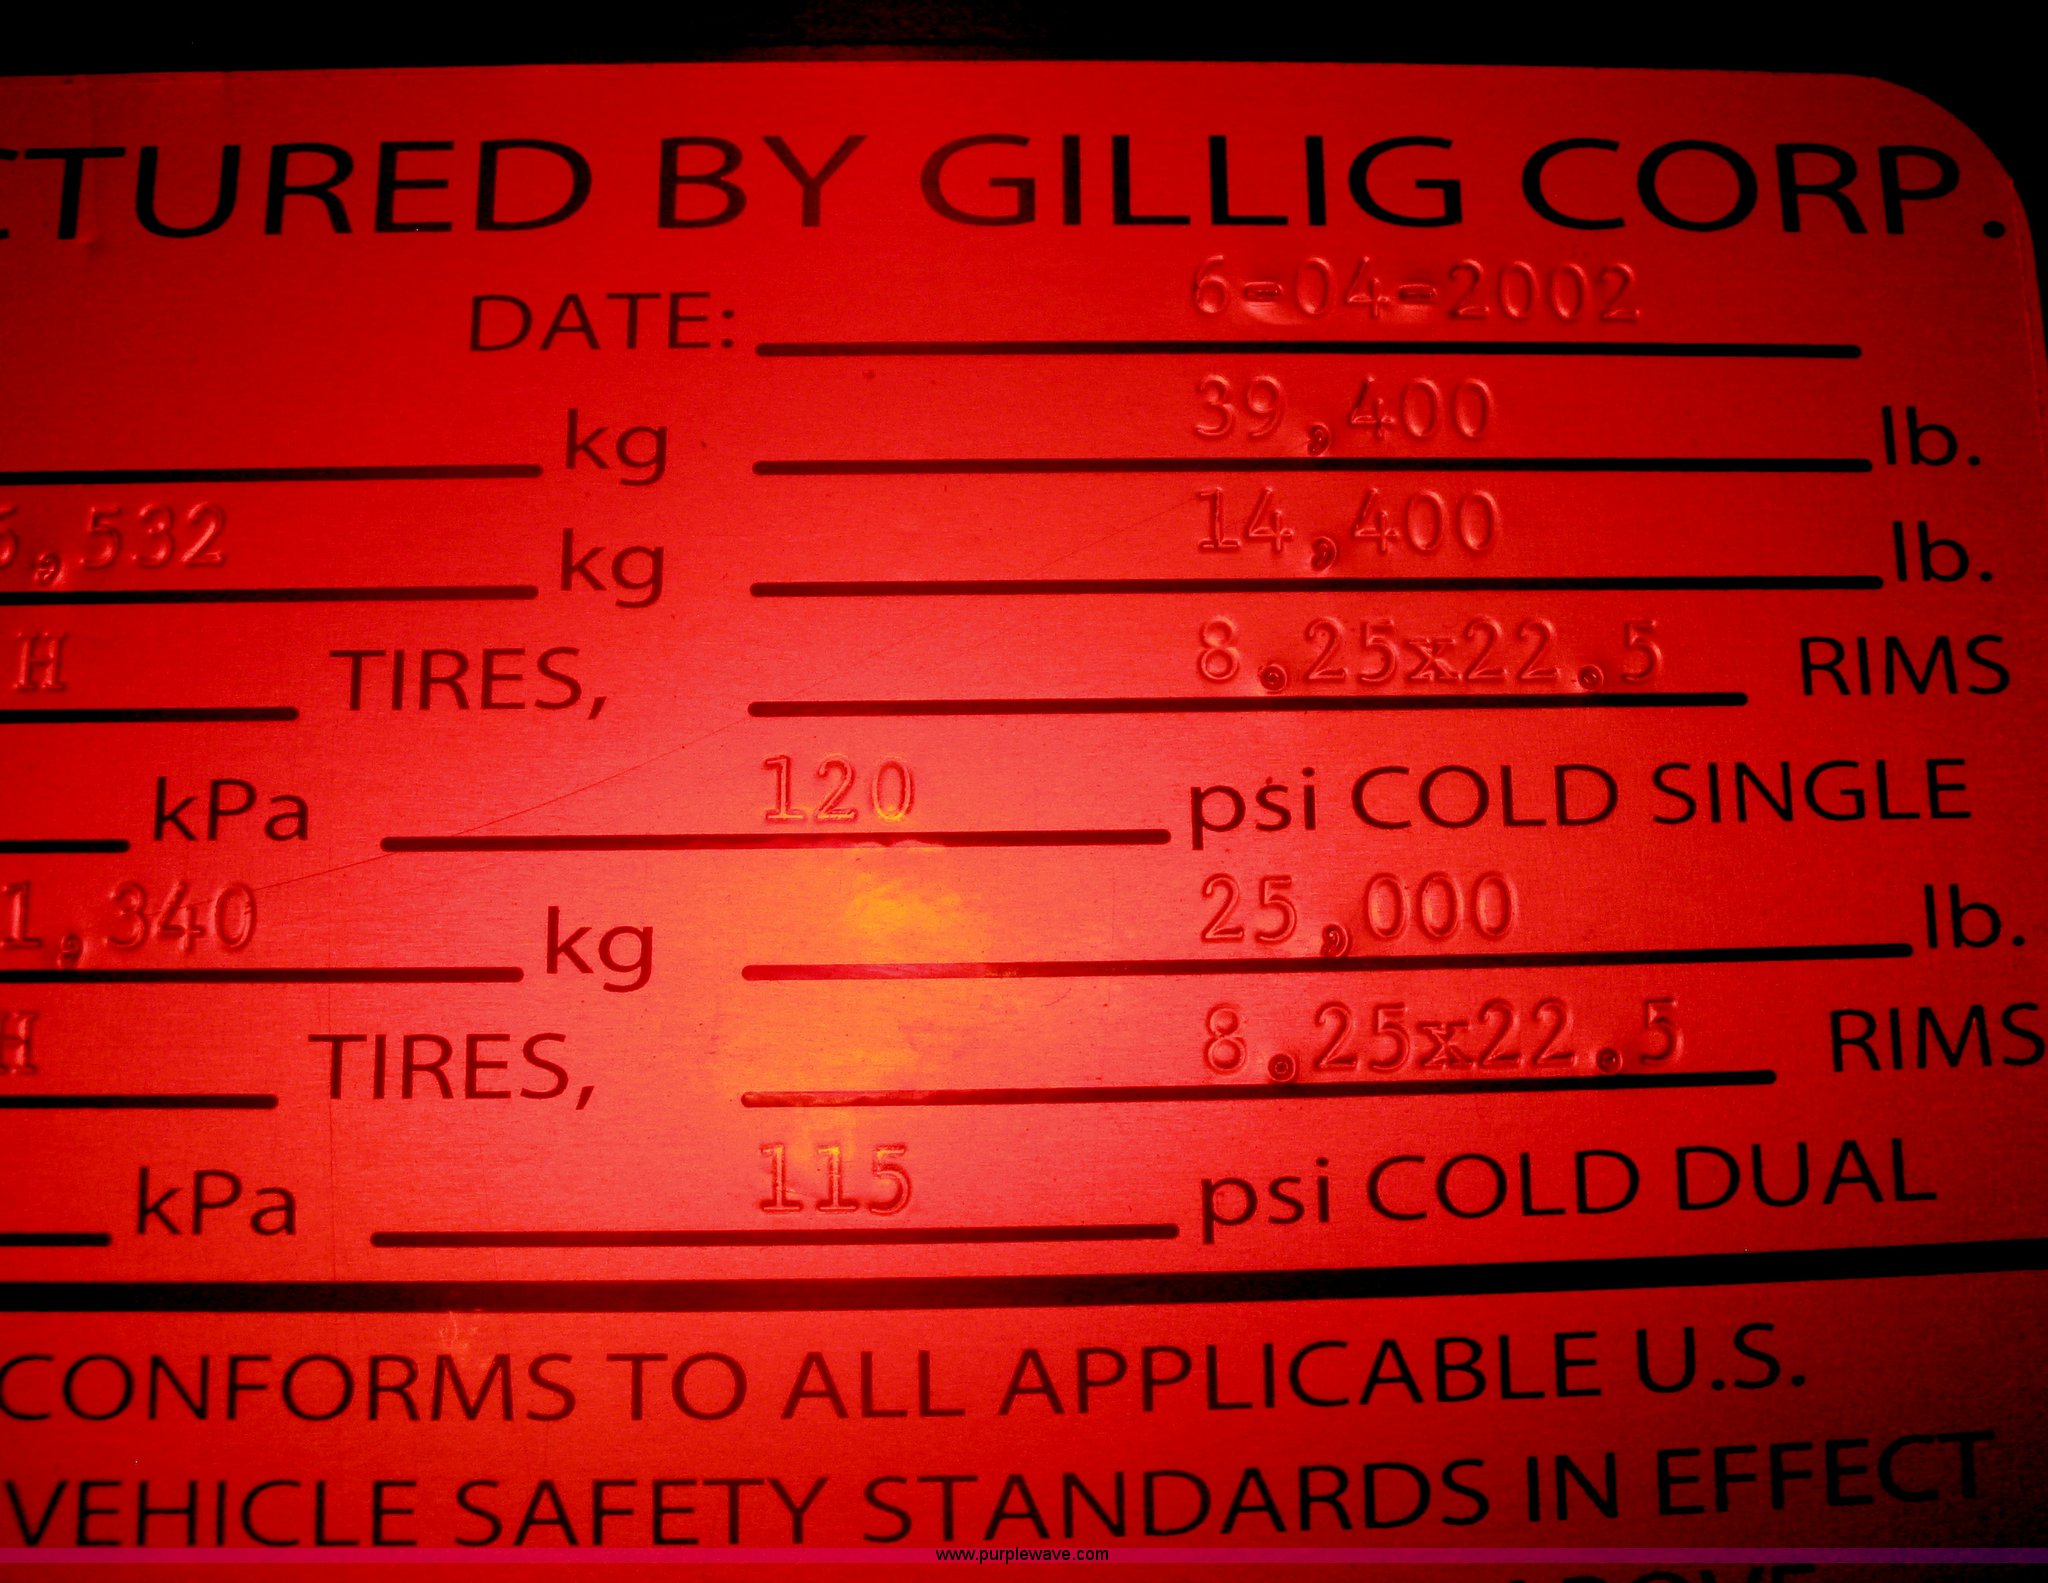 CTURED BY GILLIG CORP.
DATE: 6-04-2002
kg 39,400 lb.
5,532 kg 14,400 lb.
H TIRES, 8.25x22.5 RIMS
kPa 120 psi COLD SINGLE
1,340 kg 25,000 lb.
H TIRES, 8.25x22.5 RIMS
kPa 115 psi COLD DUAL
CONFORMS TO ALL APPLICABLE U.S.
VEHICLE SAFETY STANDARDS IN EFFECT
www.purplewave.com